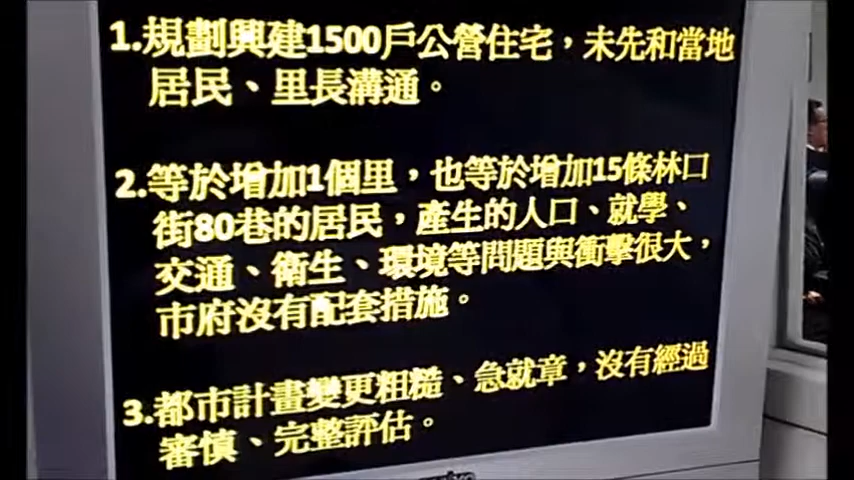 1.規劃興建1500戶公營住宅，未先和當地
居民、里長溝通。
2.等於增加1個里，也等於增加15條林口
街80巷的居民，產生的人口、就學、
交通、衛生、環境等問題與衝擊很大，
市府沒有配套措施。
3.都市計畫變更粗糙、急就章，沒有經過
審慎、完整評估。